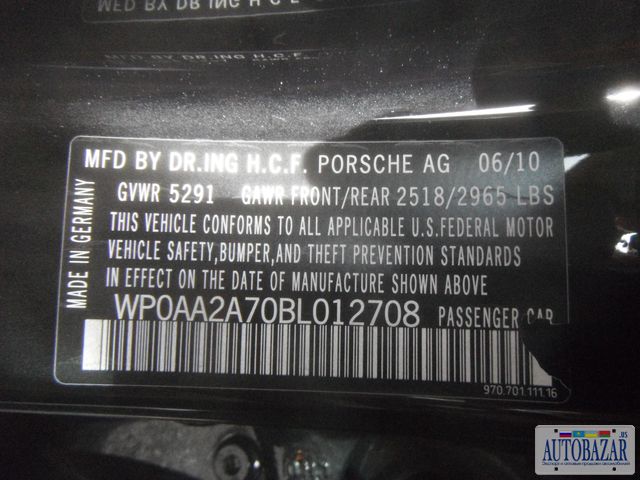 MFD BY DR.ING H.C.F. PORSCHE AG 06/10
GVWR 5291 GAWR FRONT/REAR 2518/2965 LBS
THIS VEHICLE CONFORMS TO ALL APPLICABLE U.S.FEDERAL MOTOR
VEHICLE SAFETY,BUMPER,AND THEFT PREVENTION STANDARDS
IN EFFECT ON THE DATE OF MANUFACTURE SHOWN ABOVE.
WP0AA2A70BL012708 PASSENGER CAR
970.701.111.16
MADE IN GERMANY
AUTOBAZAR.US